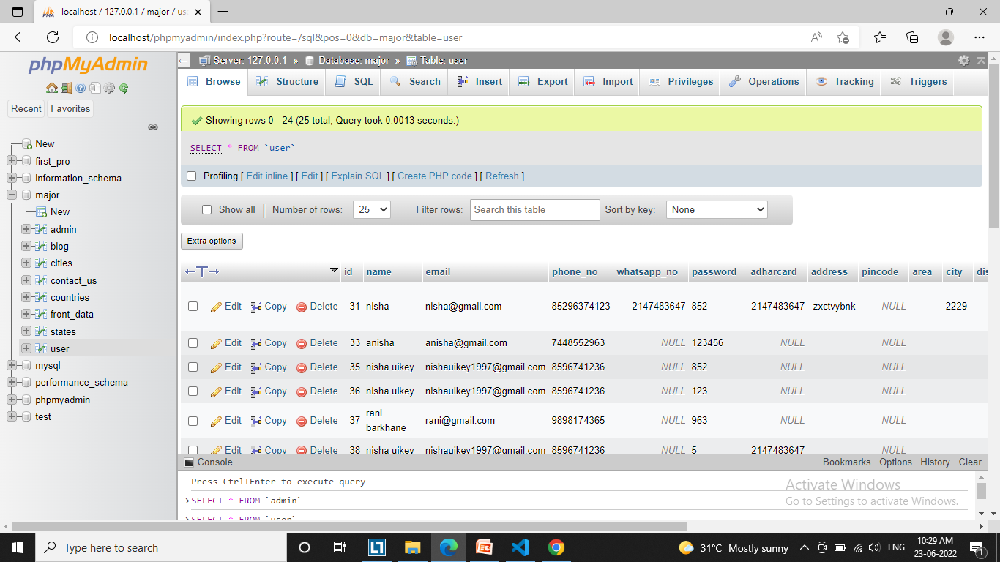 localhost / 127.0.0.1 / major / use
localhost/phpmyadmin/index.php?route=/sql&pos=0&db=major&table=user
phpMyAdmin
Recent Favorites
New
first_pro
information_schema
major
New
admin
blog
cities
contact_us
countries
front_data
states
user
mysql
performance_schema
phpmyadmin
test
Server: 127.0.0.1 » Database: major » Table: user
Browse Structure SQL Search Insert Export Import Privileges Operations Tracking Triggers
Showing rows 0 - 24 (25 total, Query took 0.0013 seconds.)
SELECT * FROM `user`
Profiling [ Edit inline ] [ Edit ] [ Explain SQL ] [ Create PHP code ] [ Refresh ]
Show all Number of rows: 25 Filter rows: Search this table Sort by key: None
Extra options
←T→ id name email phone_no whatsapp_no password adharcard address pincode area city dis
Edit Copy Delete 31 nisha nisha@gmail.com 85296374123 2147483647 852 2147483647 zxctvybnk NULL 2229
Edit Copy Delete 33 anisha anisha@gmail.com 7448552963 NULL 123456 NULL NULL
Edit Copy Delete 35 nisha uikey nishauikey1997@gmail.com 8596741236 NULL 852 NULL NULL
Edit Copy Delete 36 nisha uikey nishauikey1997@gmail.com 8596741236 NULL 123 NULL NULL
Edit Copy Delete 37 rani barkhane rani@gmail.com 9898174365 NULL 963 NULL NULL
Edit Copy Delete 38 nisha uikey nishauikey1997@gmail.com 8596741236 NULL 5 2147483647 NULL
Console Bookmarks Options History Clear
Press Ctrl+Enter to execute query
>SELECT * FROM `admin`
>SELECT * FROM `user`
Activate Windows
Go to Settings to activate Windows.
Type here to search
31°C Mostly sunny
ENG
10:29 AM
23-06-2022
1